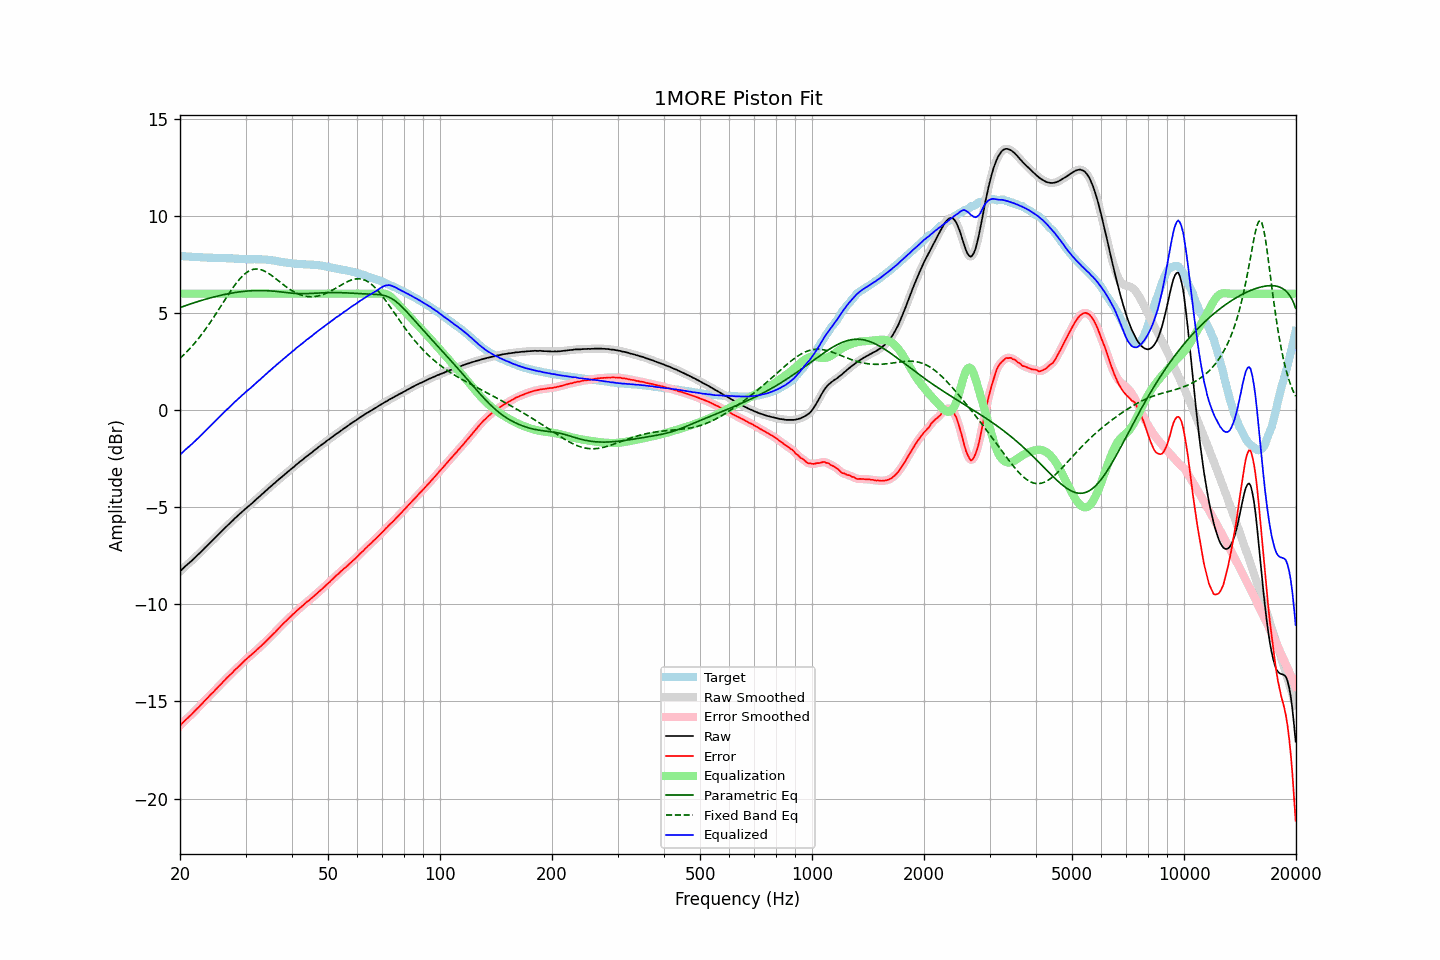 1MORE Piston Fit
Amplitude (dBr)
15
10
5
0
−5
−10
−15
−20
Target
Raw Smoothed
Error Smoothed
Raw
Error
Equalization
Parametric Eq
Fixed Band Eq
Equalized
20 50 100 200 500 1000 2000 5000 10000 20000
Frequency (Hz)